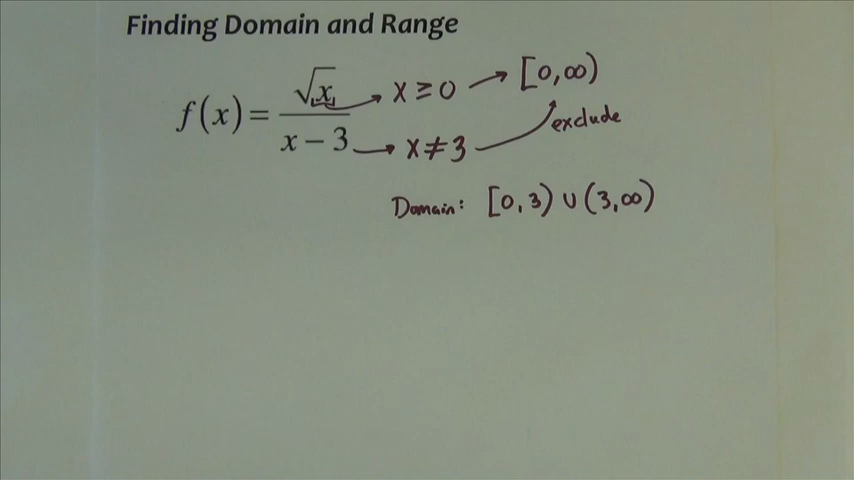 Finding Domain and Range
f(x) = √x / (x − 3)
x ≥ 0 → [0, ∞)
x ≠ 3 exclude
Domain: [0, 3) ∪ (3, ∞)